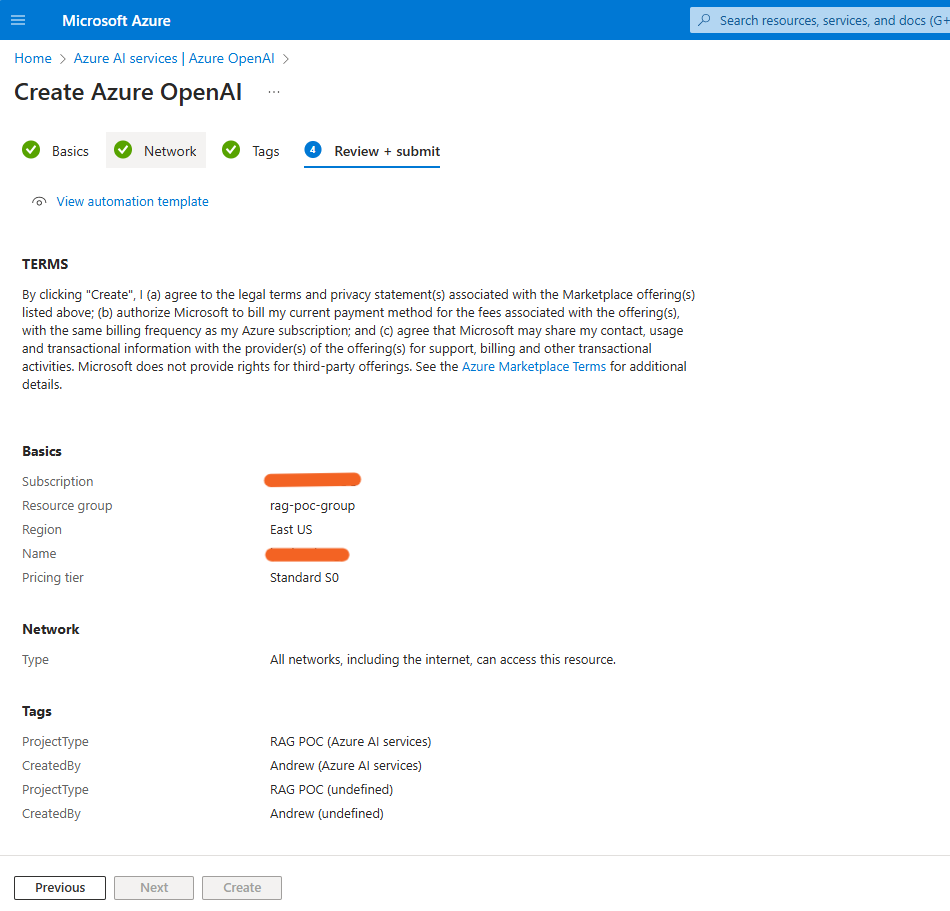 Microsoft Azure
Search resources, services, and docs (G+
Home > Azure AI services | Azure OpenAI >
Create Azure OpenAI ...
Basics Network Tags 4 Review + submit
View automation template
TERMS
By clicking "Create", I (a) agree to the legal terms and privacy statement(s) associated with the Marketplace offering(s)
listed above; (b) authorize Microsoft to bill my current payment method for the fees associated with the offering(s),
with the same billing frequency as my Azure subscription; and (c) agree that Microsoft may share my contact, usage
and transactional information with the provider(s) of the offering(s) for support, billing and other transactional
activities. Microsoft does not provide rights for third-party offerings. See the Azure Marketplace Terms for additional
details.
Basics
Subscription
Resource group rag-poc-group
Region East US
Name
Pricing tier Standard S0
Network
Type All networks, including the internet, can access this resource.
Tags
ProjectType RAG POC (Azure AI services)
CreatedBy Andrew (Azure AI services)
ProjectType RAG POC (undefined)
CreatedBy Andrew (undefined)
Previous Next Create